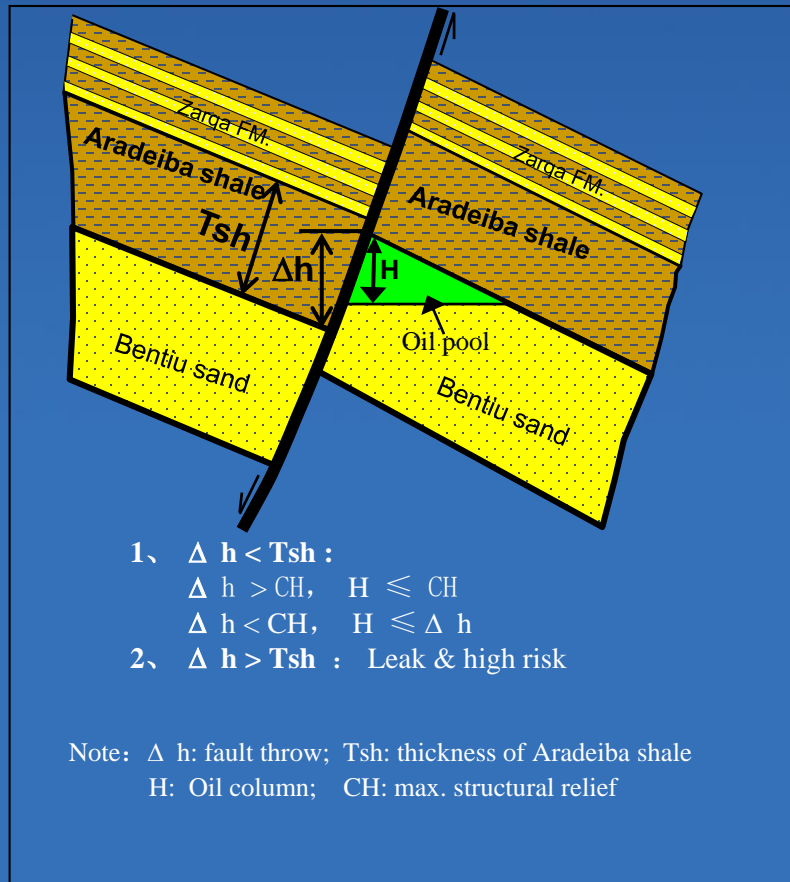 Zarqa FM.
Zarqa FM.
Aradeiba shale
Aradeiba shale
Tsh
Δh
H
Oil pool
Bentiu sand
Bentiu sand
1、 Δ h < Tsh :
Δ h > CH， H ≤ CH
Δ h < CH， H ≤ Δ h
2、 Δ h > Tsh ： Leak & high risk
Note： Δ h: fault throw; Tsh: thickness of Aradeiba shale
H: Oil column; CH: max. structural relief